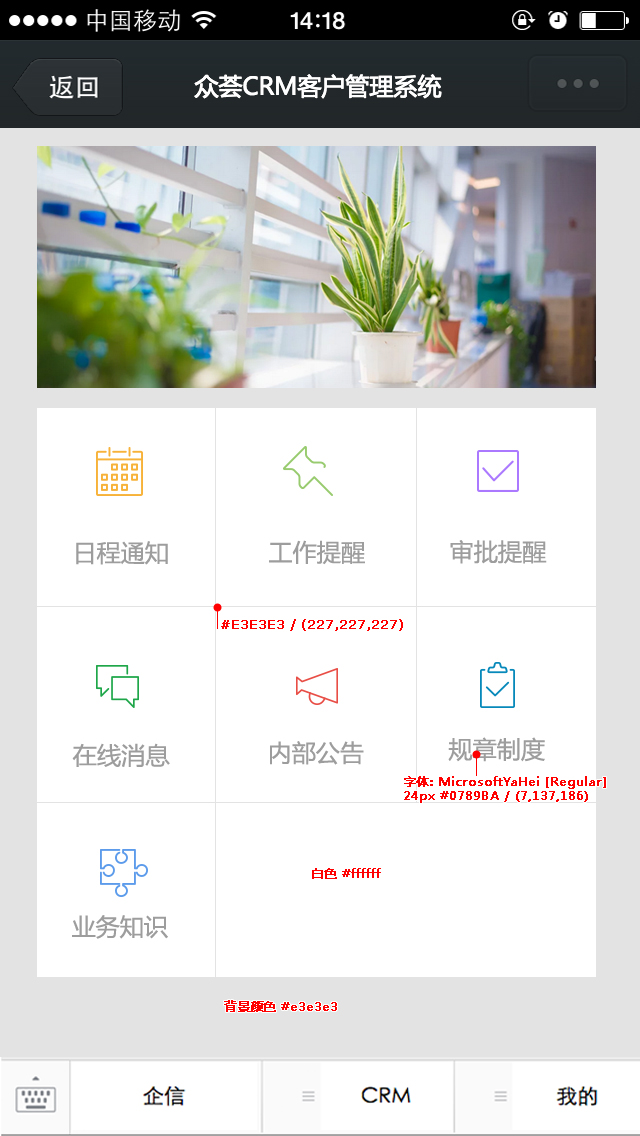 中国移动 14:18
返回 众荟CRM客户管理系统
日程通知 工作提醒 审批提醒
#E3E3E3 / (227,227,227)
在线消息 内部公告 规章制度
字体: MicrosoftYaHei [Regular]
24px #0789BA / (7,137,186)
白色 #ffffff
业务知识
背景颜色 #e3e3e3
企信 CRM 我的